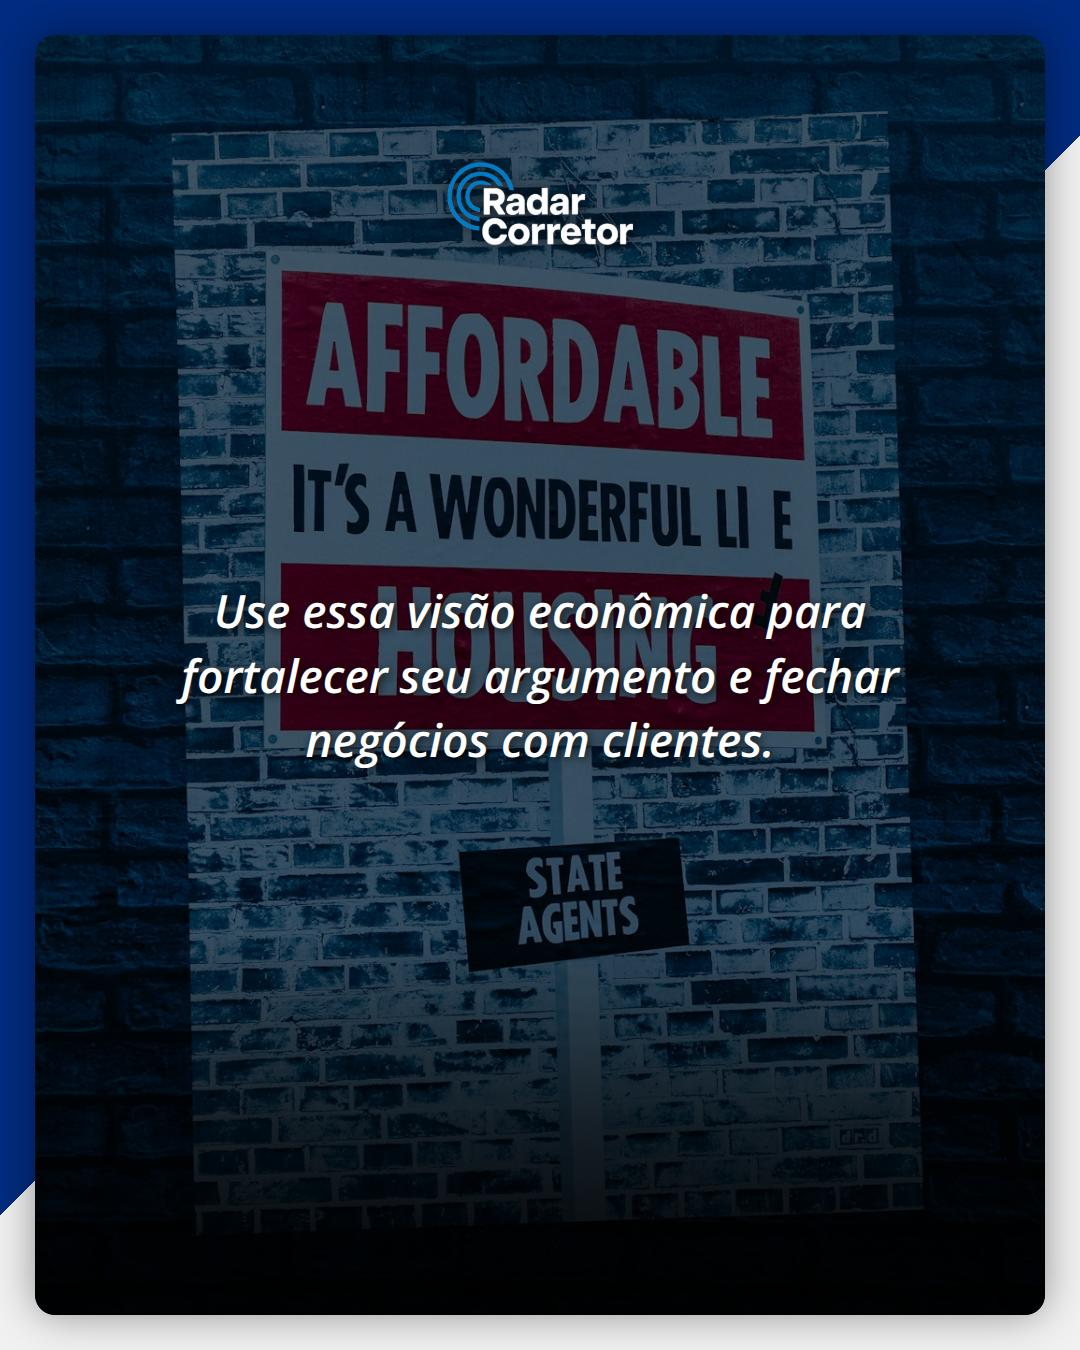 Radar
Corretor
AFFORDABLE
IT'S A WONDERFUL LI E
HOUSING
Use essa visão econômica para
fortalecer seu argumento e fechar
negócios com clientes.
STATE
AGENTS